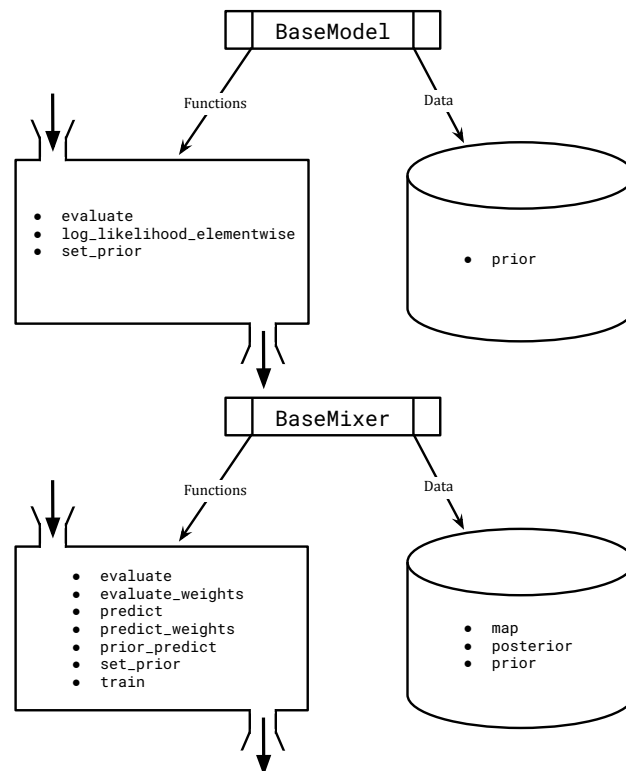 BaseModel
Functions
Data
● evaluate
● log_likelihood_elementwise
● set_prior
● prior
BaseMixer
Functions
Data
● evaluate
● evaluate_weights
● predict
● predict_weights
● prior_predict
● set_prior
● train
● map
● posterior
● prior